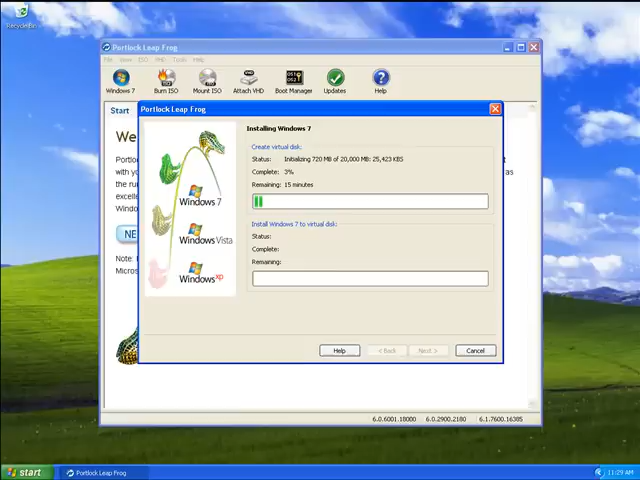 Recycle Bin
Portlock Leap Frog
File View ISO VHD Tools Help
Windows 7 Burn ISO Mount ISO Attach VHD Boot Manager Updates Help
Start
Portlock Leap Frog
We
Installing Windows 7
Create virtual disk:
Status: Initializing 720 MB of 20,000 MB: 25,423 KBS
Complete: 3%
Remaining: 15 minutes
Install Windows 7 to virtual disk:
Status:
Complete:
Remaining:
Windows 7
Windows Vista
Windows xp
Portlo
with y
the ru
excelle
Windo
as
NE
Note:
Micros
Help < Back Next > Cancel
6.0.6001.18000 6.0.2900.2180 6.1.7600.16385
start Portlock Leap Frog 11:29 AM